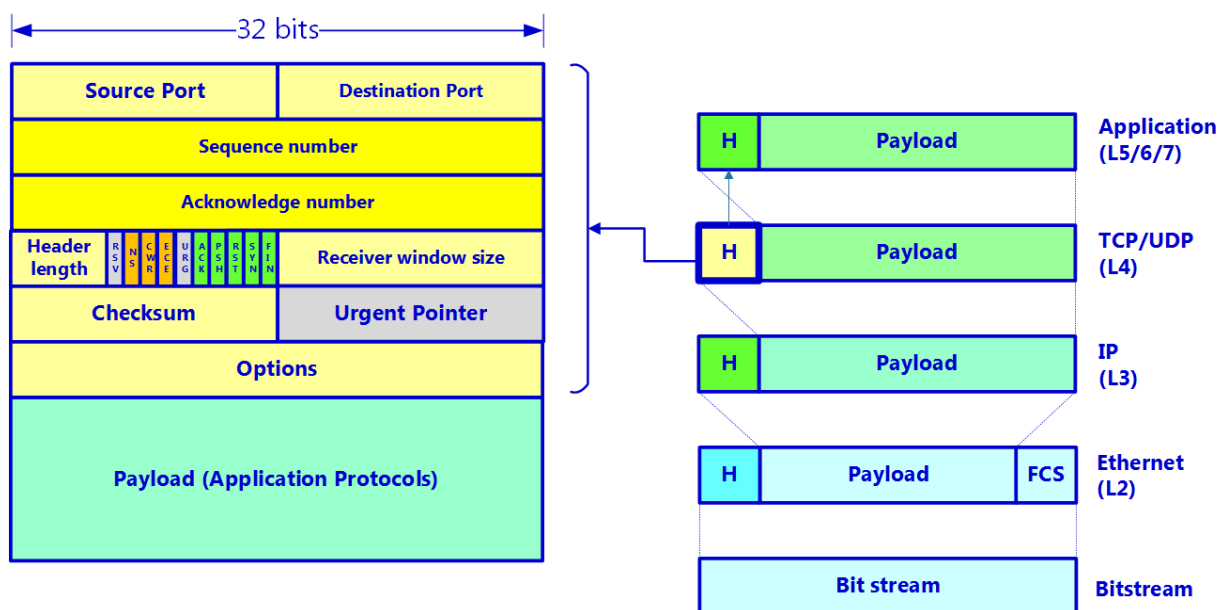 32 bits
Source Port
Destination Port
Sequence number
Acknowledge number
Header
length
RSV
NS
CWR
ECE
URG
ACK
PSH
RST
SYN
FIN
Receiver window size
Checksum
Urgent Pointer
Options
Payload (Application Protocols)
H
Payload
Application
(L5/6/7)
H
Payload
TCP/UDP
(L4)
H
Payload
IP
(L3)
H
Payload
FCS
Ethernet
(L2)
Bit stream
Bitstream